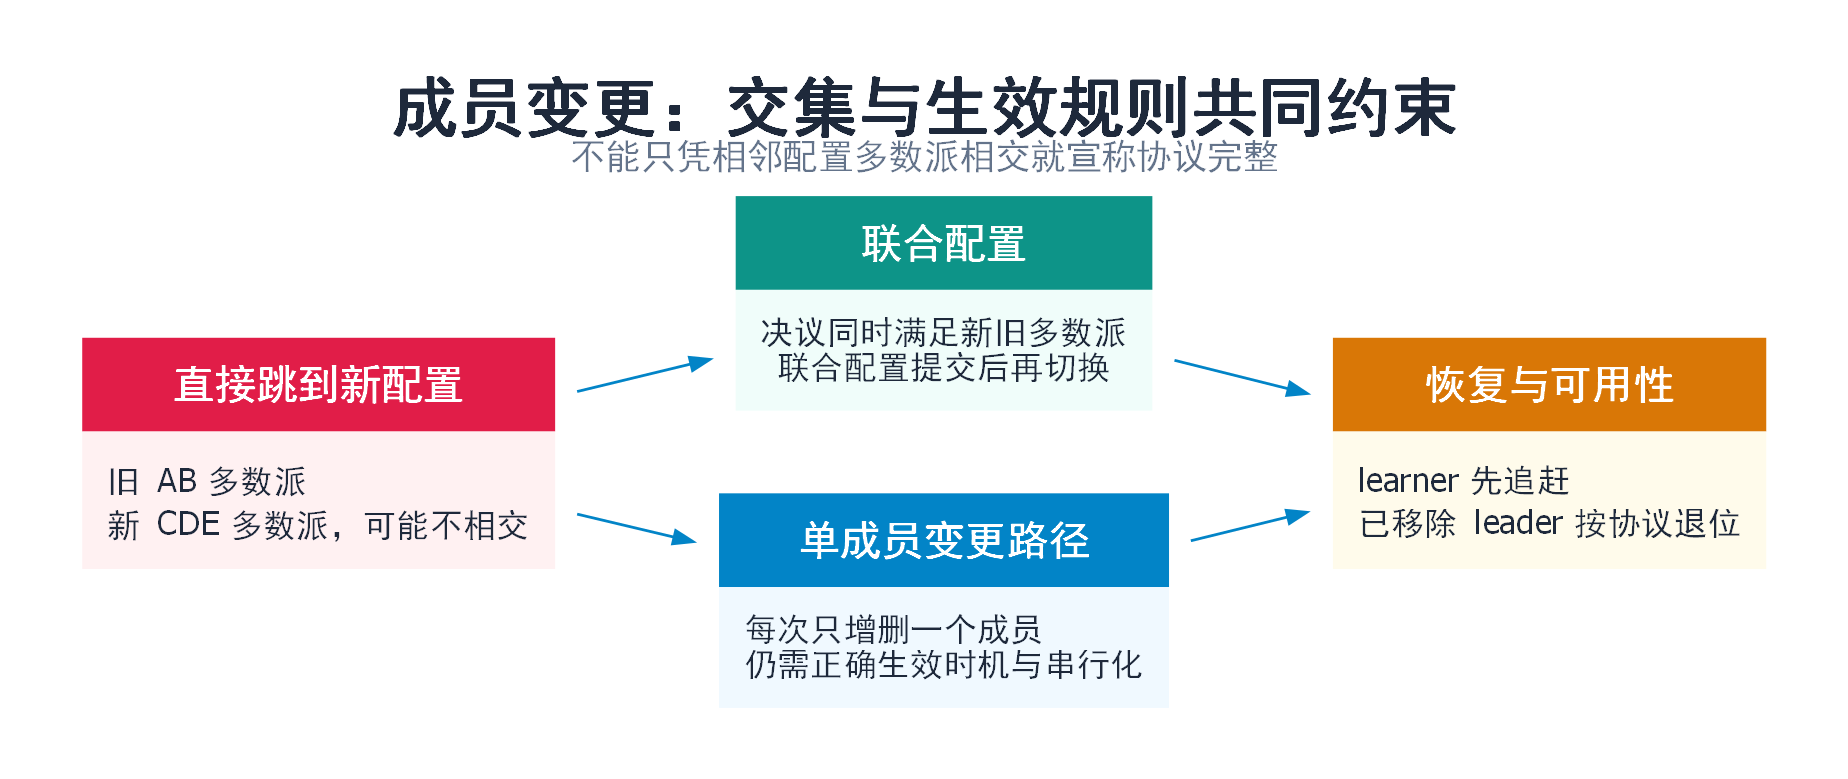 成员变更：交集与生效规则共同约束
不能只凭相邻配置多数派相交就宣称协议完整
联合配置
决议同时满足新旧多数派
联合配置提交后再切换
直接跳到新配置
旧 AB 多数派
新 CDE 多数派，可能不相交
恢复与可用性
learner 先追赶
已移除 leader 按协议退位
单成员变更路径
每次只增删一个成员
仍需正确生效时机与串行化